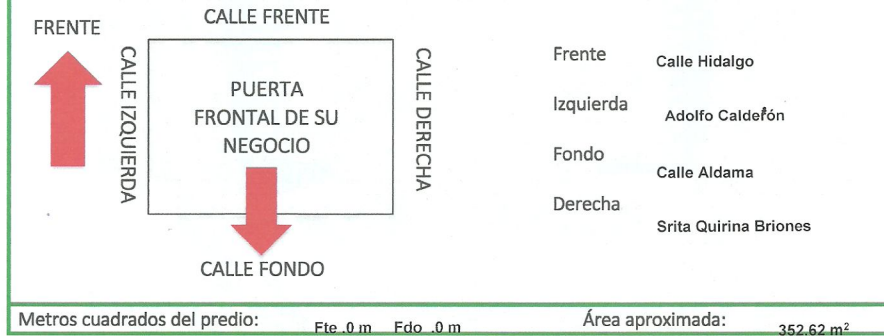 CALLE FRENTE
FRENTE
CALLE IZQUIERDA
PUERTA
FRONTAL DE SU
NEGOCIO
CALLE DERECHA
CALLE FONDO
Frente Calle Hidalgo
Izquierda Adolfo Calderón
Fondo Calle Aldama
Derecha Srita Quirina Briones
Metros cuadrados del predio: Fte .0 m Fdo .0 m Área aproximada: 352.62 m²